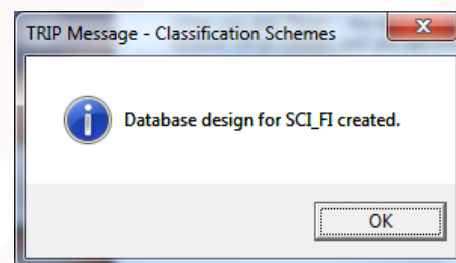 TRIP Message - Classification Schemes
Database design for SCI_FI created.
OK